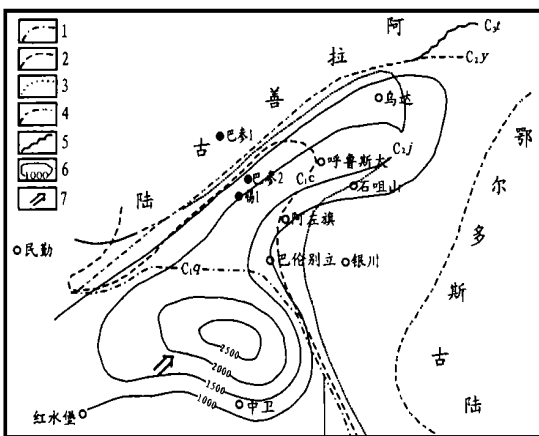 1
2
3
4
5
1000
6
7
阿
拉
善
古
陆
C₂t
C₂y
乌达
巴参1
呼鲁斯太
C₂j
C₁c
巴参2
石咀山
锡1
阿左旗
民勤
巴伦别立
银川
C₁q
鄂
尔
多
斯
古
陆
2500
2000
1500
1000
中卫
红水堡